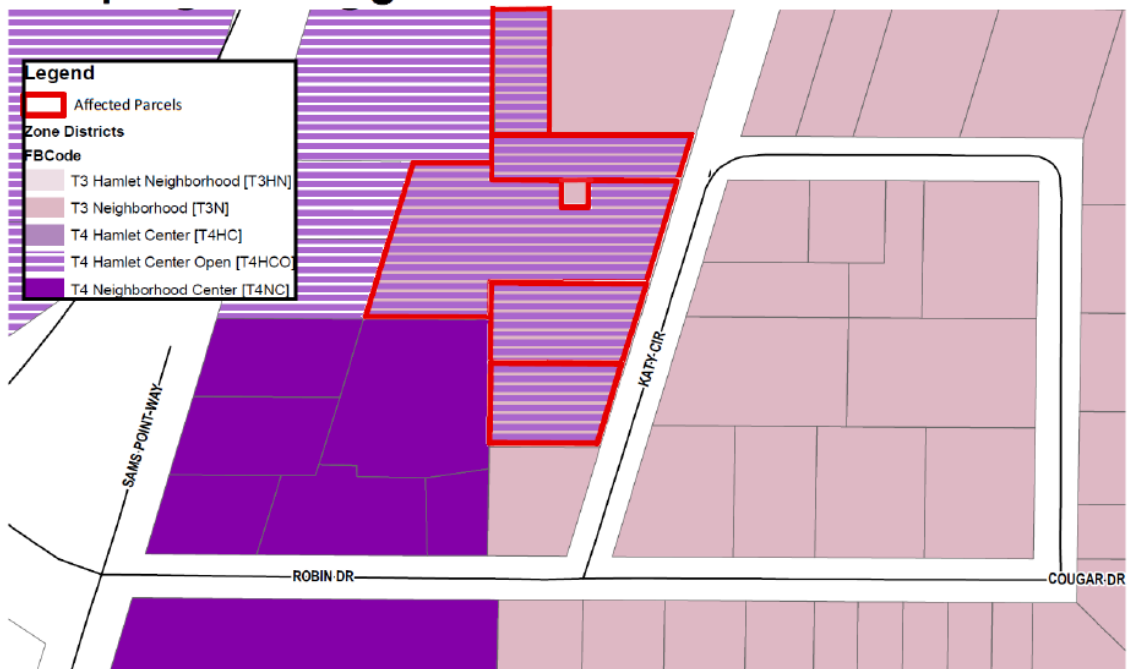 Legend
Affected Parcels
Zone Districts
FBCode
T3 Hamlet Neighborhood [T3HN]
T3 Neighborhood [T3N]
T4 Hamlet Center [T4HC]
T4 Hamlet Center Open [T4HCO]
T4 Neighborhood Center [T4NC]
KATY CIR
SAMS POINT WAY
ROBIN DR
COUGAR DR